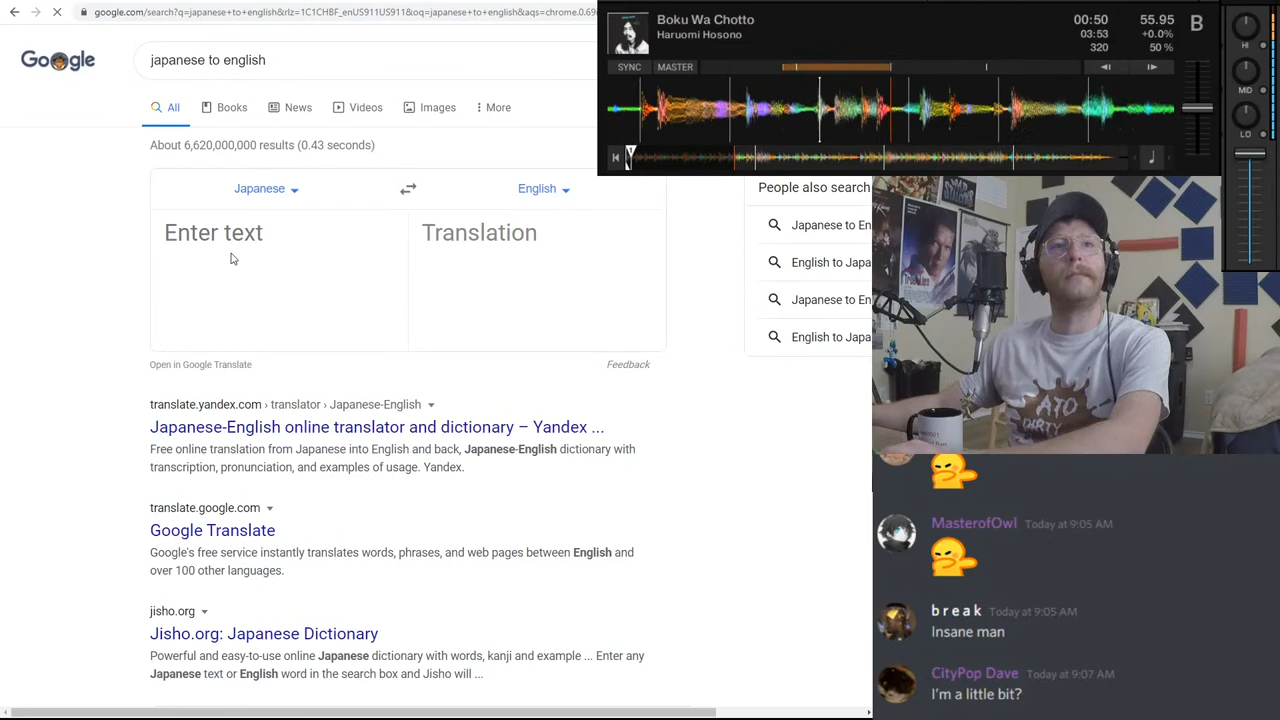 google.com/search?q=japanese+to+english&rlz=1C1CHBF_enUS911US911&oq=japanese+to+english&aqs=chrome.0.69i
Google
japanese to english
All
Books
News
Videos
Images
More
About 6,620,000,000 results (0.43 seconds)
Japanese
English
Enter text
Translation
Open in Google Translate
Feedback
translate.yandex.com › translator › Japanese-English
Japanese-English online translator and dictionary – Yandex ...
Free online translation from Japanese into English and back, Japanese-English dictionary with
transcription, pronunciation, and examples of usage. Yandex.
translate.google.com
Google Translate
Google's free service instantly translates words, phrases, and web pages between English and
over 100 other languages.
jisho.org
Jisho.org: Japanese Dictionary
Powerful and easy-to-use online Japanese dictionary with words, kanji and example ... Enter any
Japanese text or English word in the search box and Jisho will ...
People also search
Japanese to En
English to Japa
Japanese to En
English to Japa
Boku Wa Chotto
Haruomi Hosono
00:50
03:53
320
55.95
+0.0%
50 %
B
SYNC
MASTER
HI
MID
LO
ATO
DIRTY
MasterofOwl Today at 9:05 AM
b r e a k Today at 9:05 AM
Insane man
CityPop Dave Today at 9:07 AM
I'm a little bit?